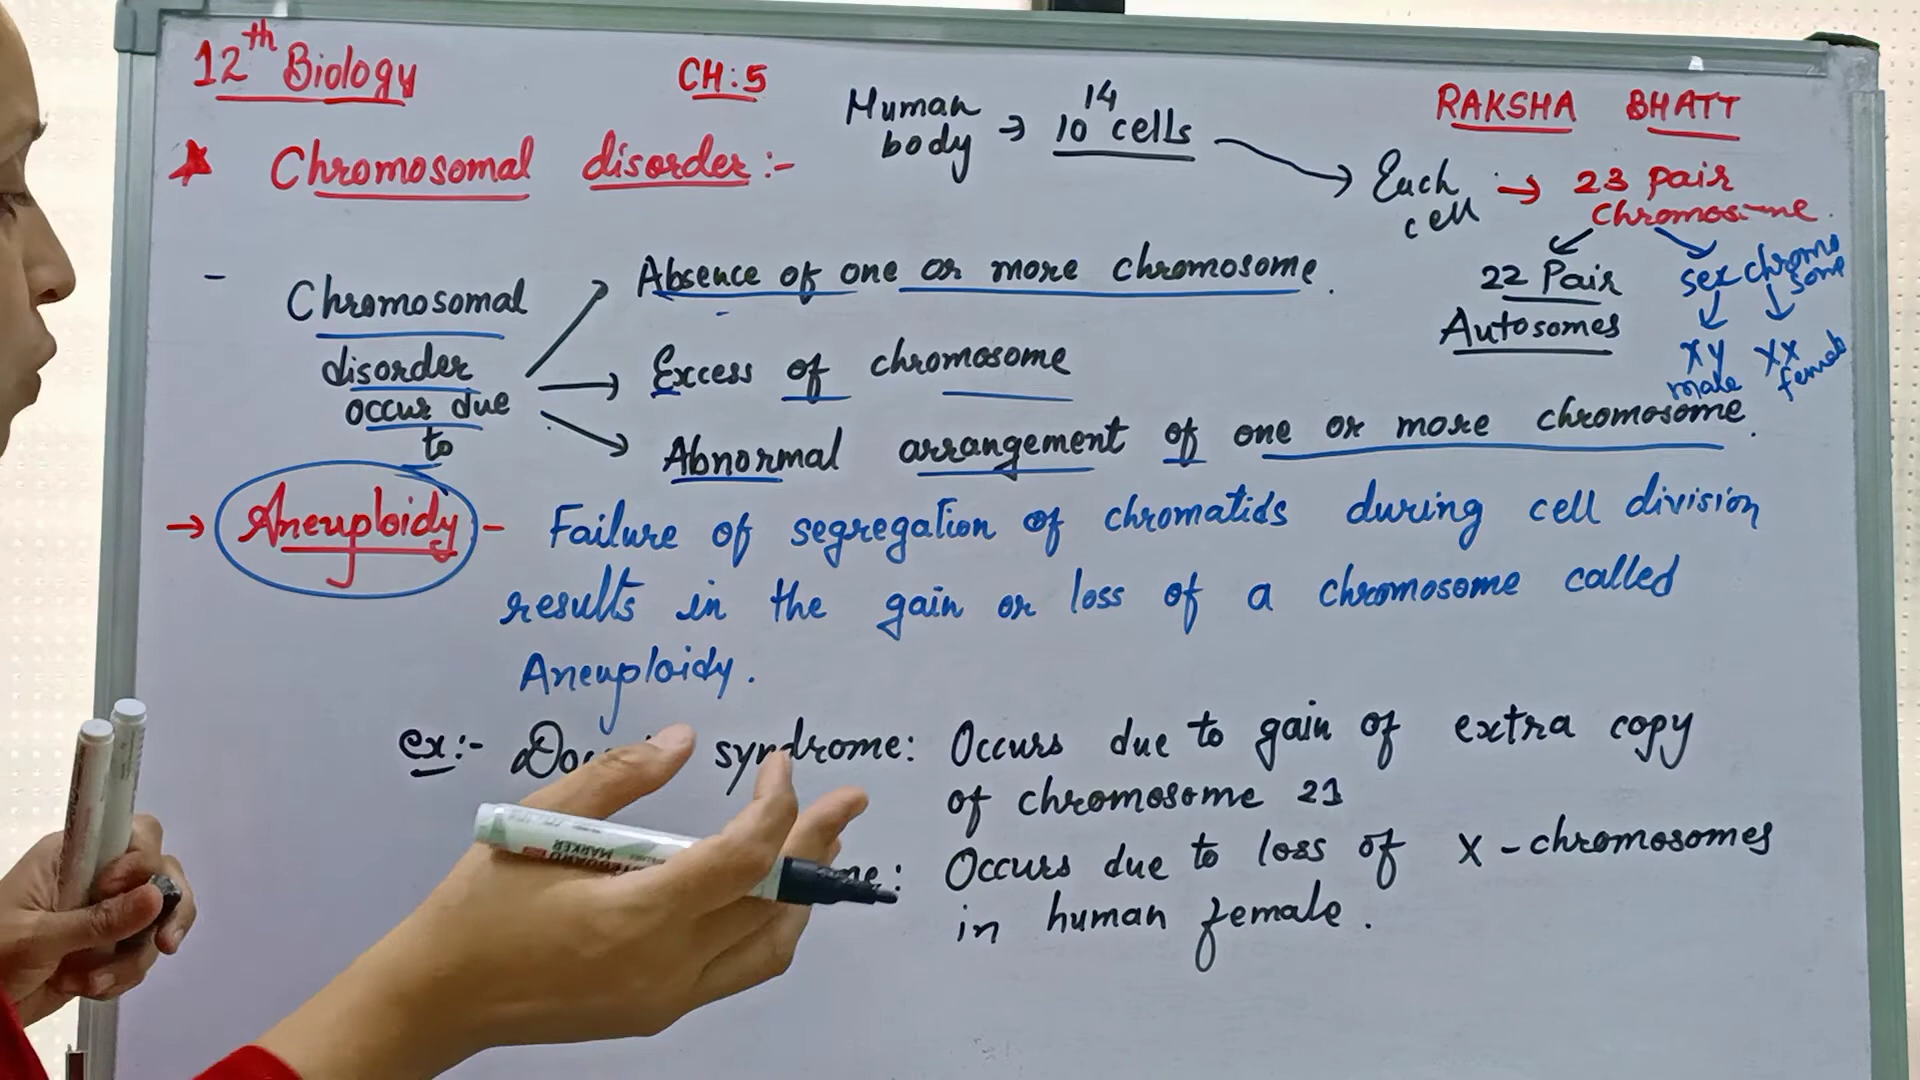 12th Biology
CH:5
RAKSHA BHATT
★ Chromosomal disorder:-
Human body → 10^14 cells → Each cell → 23 pair chromosome.
22 Pair Autosomes
sex chromosome
XY male
XX female
- Chromosomal disorder occur due to
Absence of one or more chromosome.
Excess of chromosome
Abnormal arrangement of one or more chromosome.
→ Aneuploidy - Failure of segregation of chromatids during cell division
results in the gain or loss of a chromosome called
Aneuploidy.
ex:- syndrome: Occurs due to gain of extra copy
of chromosome 21
Occurs due to loss of X-chromosomes
in human female.
MARKER